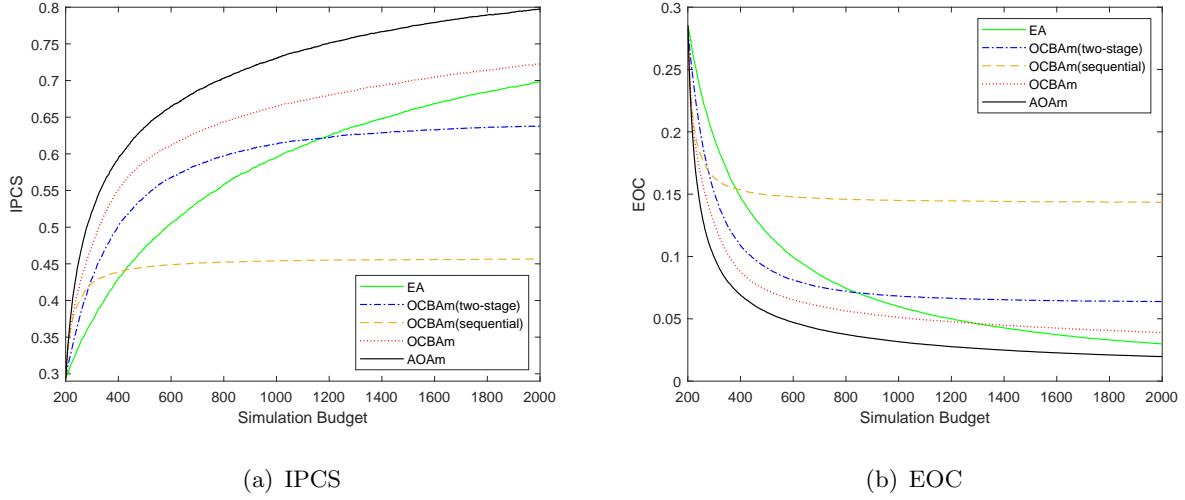 0.8
0.75
0.7
0.65
0.6
0.55
0.5
0.45
0.4
0.35
0.3
IPCS
200 400 600 800 1000 1200 1400 1600 1800 2000
Simulation Budget
EA
OCBAm(two-stage)
OCBAm(sequential)
OCBAm
AOAm
(a) IPCS
0.3
0.25
0.2
0.15
0.1
0.05
0
EOC
200 400 600 800 1000 1200 1400 1600 1800 2000
Simulation Budget
EA
OCBAm(two-stage)
OCBAm(sequential)
OCBAm
AOAm
(b) EOC